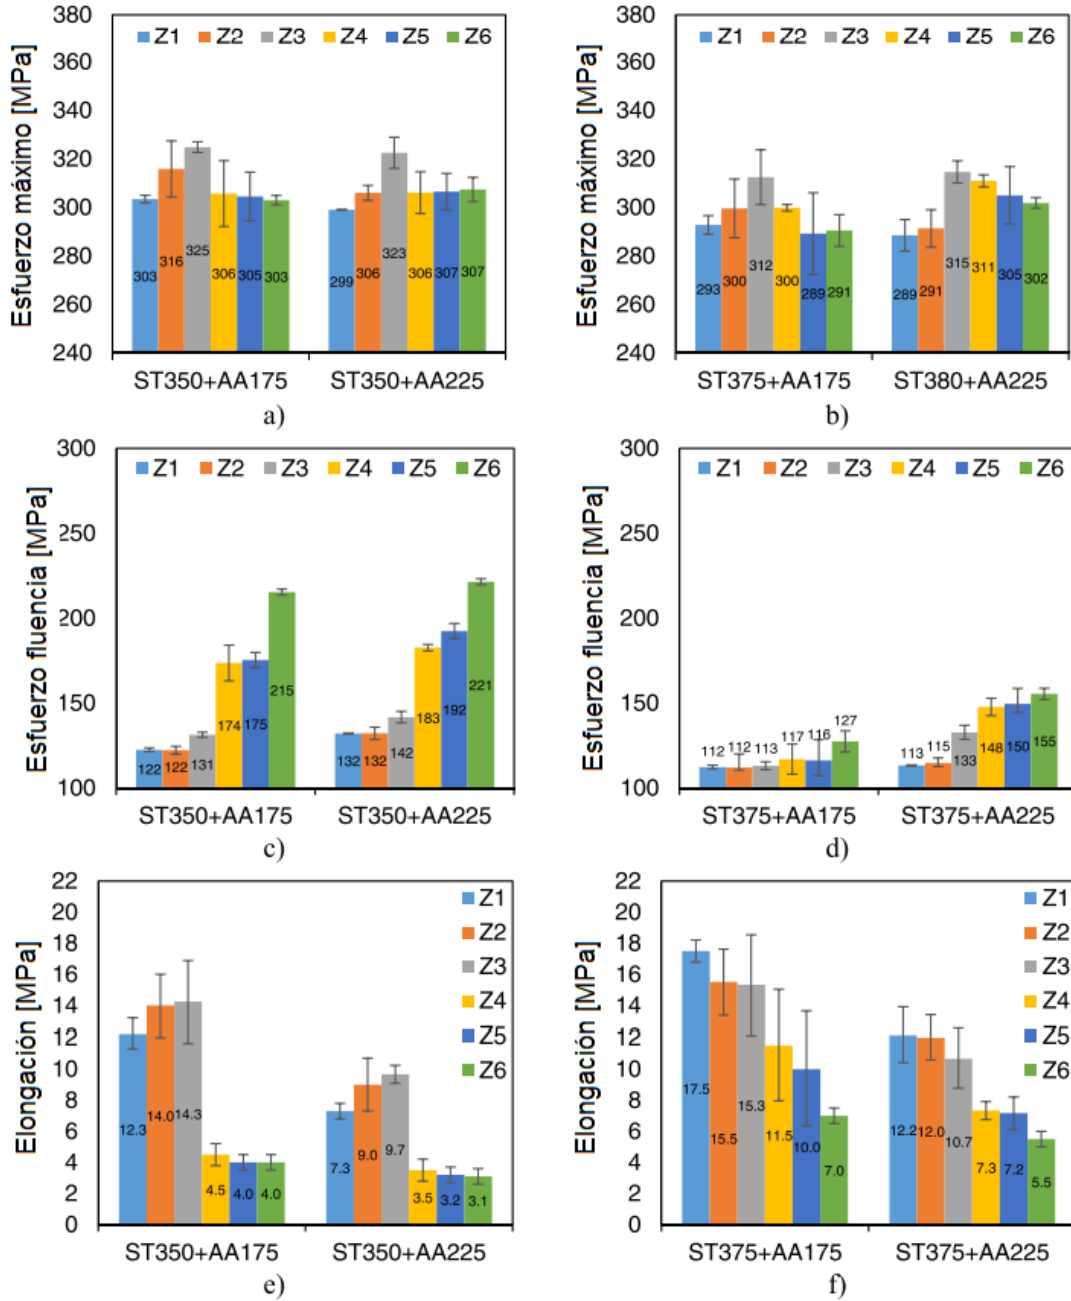 Esfuerzo máximo [MPa]
380
360
340
320
300
280
260
240
Z1 Z2 Z3 Z4 Z5 Z6
303 316 325 306 305 303
299 306 323 306 307 307
ST350+AA175 ST350+AA225
a)
Esfuerzo máximo [MPa]
380
360
340
320
300
280
260
240
Z1 Z2 Z3 Z4 Z5 Z6
293 300 312 300 289 291
289 291 315 311 305 302
ST375+AA175 ST380+AA225
b)
Esfuerzo fluencia [MPa]
300
250
200
150
100
Z1 Z2 Z3 Z4 Z5 Z6
122 122 131 174 175 215
132 132 142 183 192 221
ST350+AA175 ST350+AA225
c)
Esfuerzo fluencia [MPa]
300
250
200
150
100
Z1 Z2 Z3 Z4 Z5 Z6
112 112 113 117 116 127
113 115 133 148 150 155
ST375+AA175 ST375+AA225
d)
Elongación [MPa]
22
20
18
16
14
12
10
8
6
4
2
0
Z1
Z2
Z3
Z4
Z5
Z6
12.3 14.0 14.3 4.5 4.0 4.0
7.3 9.0 9.7 3.5 3.2 3.1
ST350+AA175 ST350+AA225
e)
Elongación [MPa]
22
20
18
16
14
12
10
8
6
4
2
0
Z1
Z2
Z3
Z4
Z5
Z6
17.5 15.5 15.3 11.5 10.0 7.0
12.2 12.0 10.7 7.3 7.2 5.5
ST375+AA175 ST375+AA225
f)